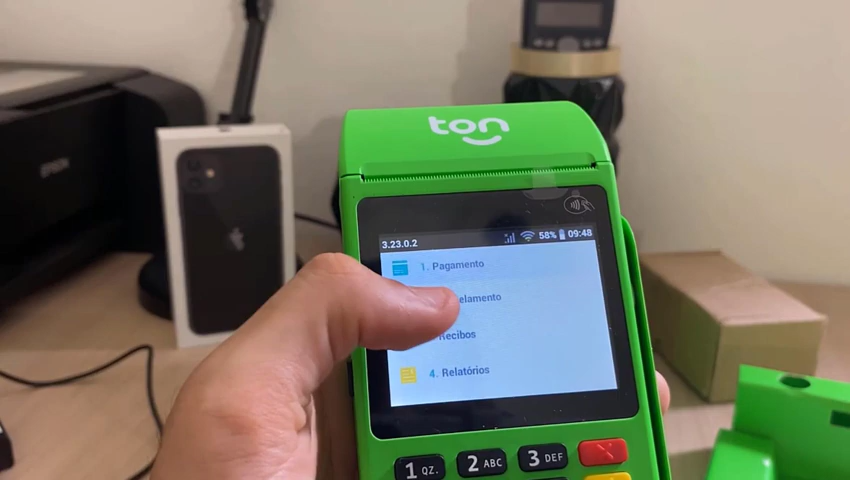 ton
EPSON
3.23.0.2 58% 09:48
1. Pagamento
elamento
Recibos
4. Relatórios
1 QZ. 2 ABC 3 DEF